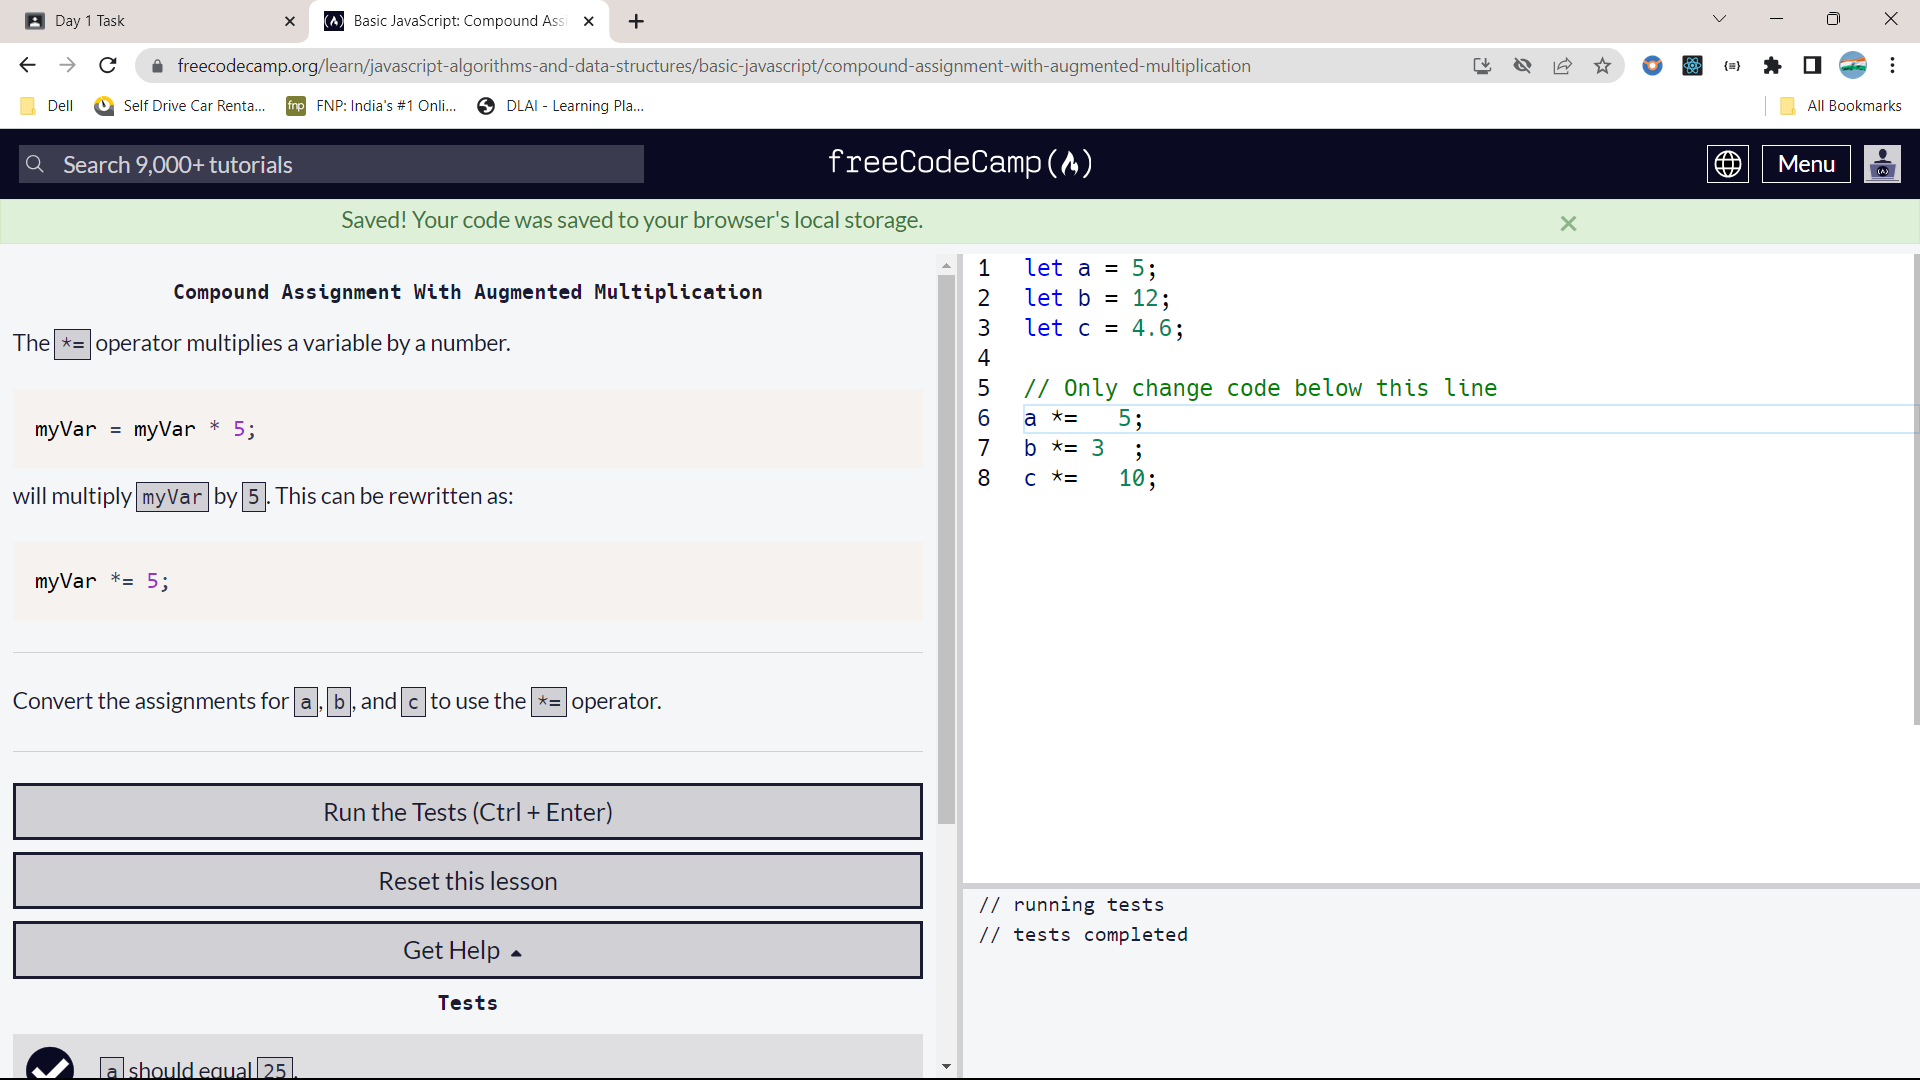 Day 1 Task
Basic JavaScript: Compound Assi
freecodecamp.org/learn/javascript-algorithms-and-data-structures/basic-javascript/compound-assignment-with-augmented-multiplication
Dell
Self Drive Car Renta...
fnp
FNP: India's #1 Onli...
DLAI - Learning Pla...
All Bookmarks
Search 9,000+ tutorials
freeCodeCamp(🔥)
Menu
Saved! Your code was saved to your browser's local storage.
Compound Assignment With Augmented Multiplication
The *= operator multiplies a variable by a number.
myVar = myVar * 5;
will multiply myVar by 5. This can be rewritten as:
myVar *= 5;
Convert the assignments for a, b, and c to use the *= operator.
Run the Tests (Ctrl + Enter)
Reset this lesson
Get Help
Tests
a should equal 25.
1 let a = 5;
2 let b = 12;
3 let c = 4.6;
4
5 // Only change code below this line
6 a *=   5;
7 b *= 3  ;
8 c *=   10;
// running tests
// tests completed